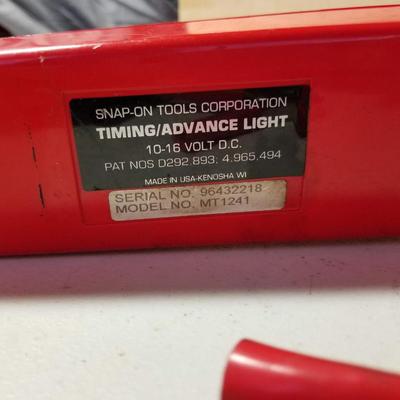 SNAP-ON TOOLS CORPORATION
TIMING/ADVANCE LIGHT
10-16 VOLT D.C.
PAT NOS D292.893; 4.965.494
MADE IN USA-KENOSHA WI
SERIAL NO. 96432218
MODEL NO. MT1241